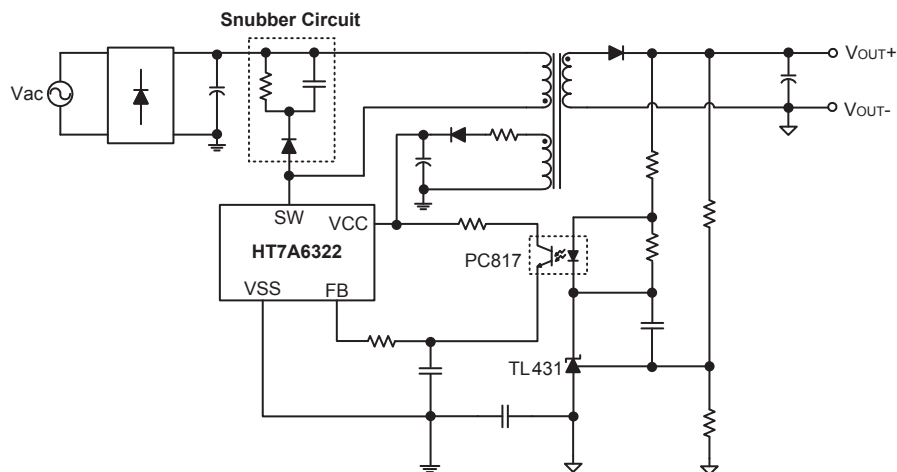 Snubber Circuit
Vac
VOUT+
VOUT-
SW
VCC
HT7A6322
PC817
VSS
FB
TL431